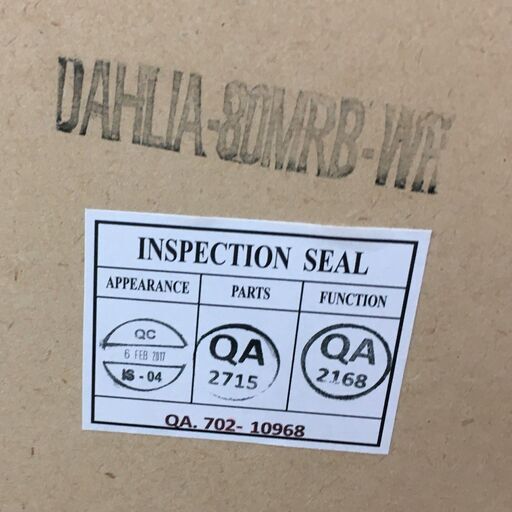 DAHLIA-80MRB-WH
INSPECTION SEAL
APPEARANCE PARTS FUNCTION
QC
6 FEB 2017
IS - 04
QA
2715
QA
2168
QA. 702- 10968